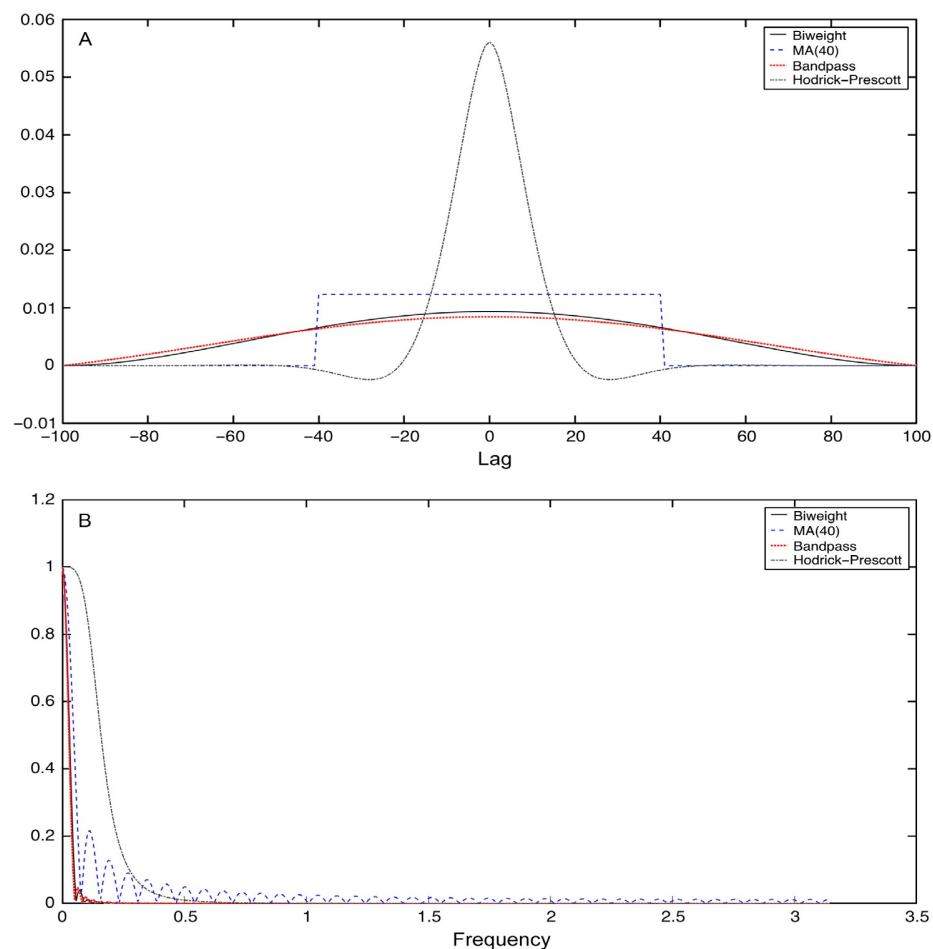 A
0.06
0.05
0.04
0.03
0.02
0.01
0
−0.01
−100 −80 −60 −40 −20 0 20 40 60 80 100
Lag
Biweight
MA(40)
Bandpass
Hodrick−Prescott
B
1.2
1
0.8
0.6
0.4
0.2
0
0 0.5 1 1.5 2 2.5 3 3.5
Frequency
Biweight
MA(40)
Bandpass
Hodrick−Prescott